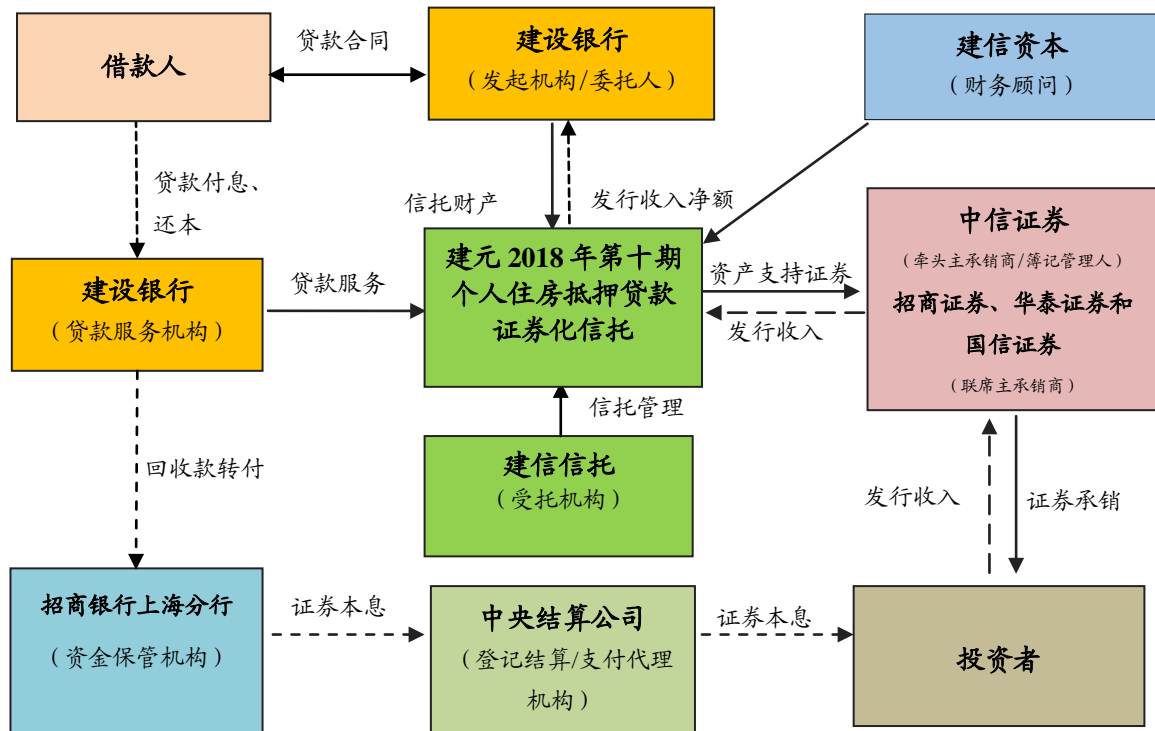 借款人
贷款合同
建设银行
（发起机构/委托人）
建信资本
（财务顾问）
贷款付息、
还本
信托财产
发行收入净额
建设银行
（贷款服务机构）
贷款服务
建元 2018 年第十期
个人住房抵押贷款
证券化信托
资产支持证券
发行收入
中信证券
（牵头主承销商/薄记管理人）
招商证券、华泰证券和
国信证券
（联席主承销商）
信托管理
建信信托
（受托机构）
回收款转付
发行收入
证券承销
招商银行上海分行
（资金保管机构）
证券本息
中央结算公司
（登记结算/支付代理
机构）
证券本息
投资者